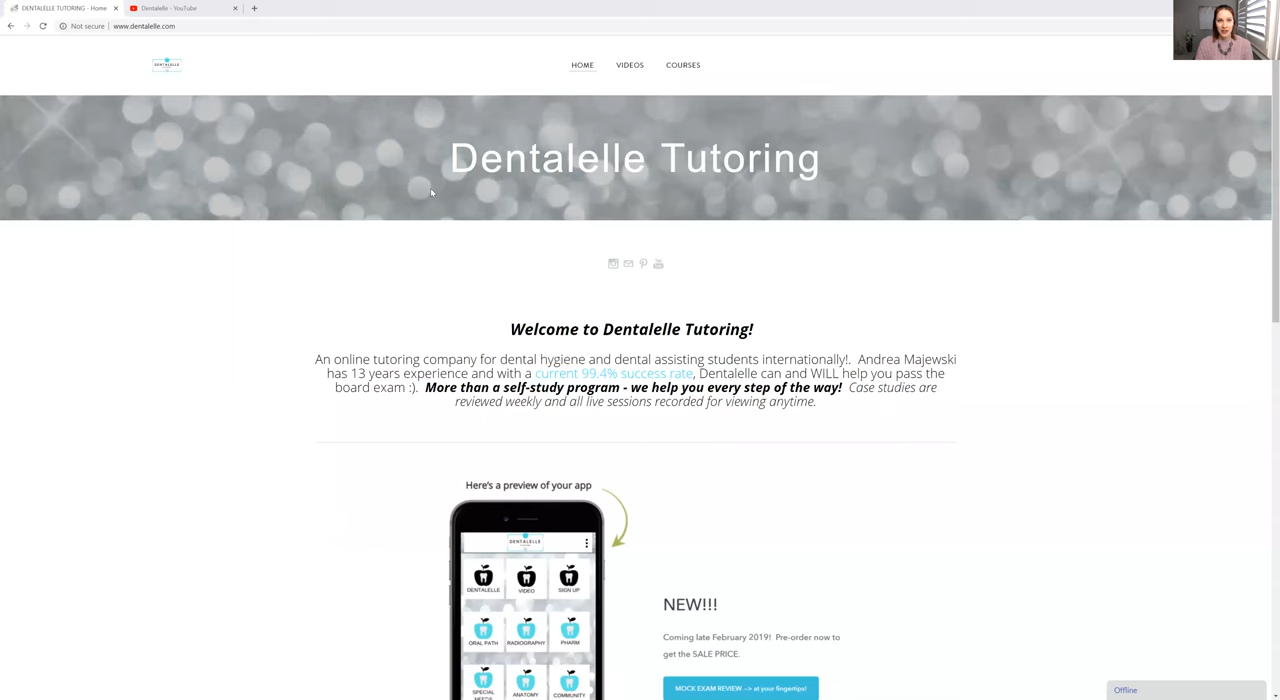 DENTALELLE TUTORING - Home
Dentalelle - YouTube
Not secure
www.dentalelle.com
DENTALELLE
HOME
VIDEOS
COURSES
Dentalelle Tutoring
Welcome to Dentalelle Tutoring!
An online tutoring company for dental hygiene and dental assisting students internationally!. Andrea Majewski
has 13 years experience and with a current 99.4% success rate, Dentalelle can and WILL help you pass the
board exam :). More than a self-study program - we help you every step of the way! Case studies are
reviewed weekly and all live sessions recorded for viewing anytime.
Here's a preview of your app
DENTALELLE
DENTALELLE
VIDEO
SIGN UP
ORAL PATH
RADIOGRAPHY
PHARM
SPECIAL
NEEDS
ANATOMY
COMMUNITY
NEW!!!
Coming late February 2019! Pre-order now to
get the SALE PRICE.
MOCK EXAM REVIEW --> at your fingertips!
Offline